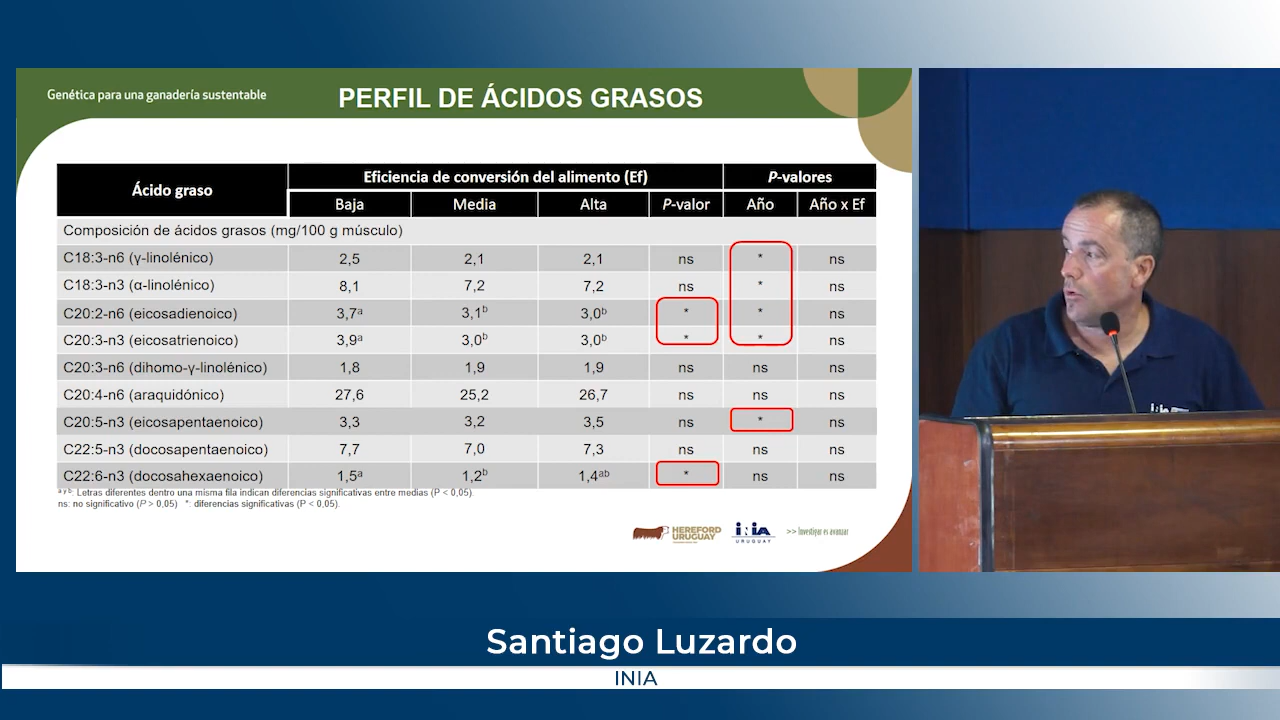 Genética para una ganadería sustentable
PERFIL DE ÁCIDOS GRASOS
Ácido graso Eficiencia de conversión del alimento (Ef) P-valores
Baja Media Alta P-valor Año Año x Ef
Composición de ácidos grasos (mg/100 g músculo)
C18:3-n6 (γ-linolénico) 2,5 2,1 2,1 ns * ns
C18:3-n3 (α-linolénico) 8,1 7,2 7,2 ns * ns
C20:2-n6 (eicosadienoico) 3,7ᵃ 3,1ᵇ 3,0ᵇ * * ns
C20:3-n3 (eicosatrienoico) 3,9ᵃ 3,0ᵇ 3,0ᵇ * * ns
C20:3-n6 (dihomo-γ-linolénico) 1,8 1,9 1,9 ns ns ns
C20:4-n6 (araquidónico) 27,6 25,2 26,7 ns ns ns
C20:5-n3 (eicosapentaenoico) 3,3 3,2 3,5 ns * ns
C22:5-n3 (docosapentaenoico) 7,7 7,0 7,3 ns ns ns
C22:6-n3 (docosahexaenoico) 1,5ᵃ 1,2ᵇ 1,4ᵃᵇ * ns ns
ᵃ ʸ ᵇ: Letras diferentes dentro una misma fila indican diferencias significativas entre medias (P < 0,05).
ns: no significativo (P > 0,05) *: diferencias significativas (P < 0,05).
HEREFORD
URUGUAY
INIA
URUGUAY
>> Investigar es avanzar
Santiago Luzardo
INIA